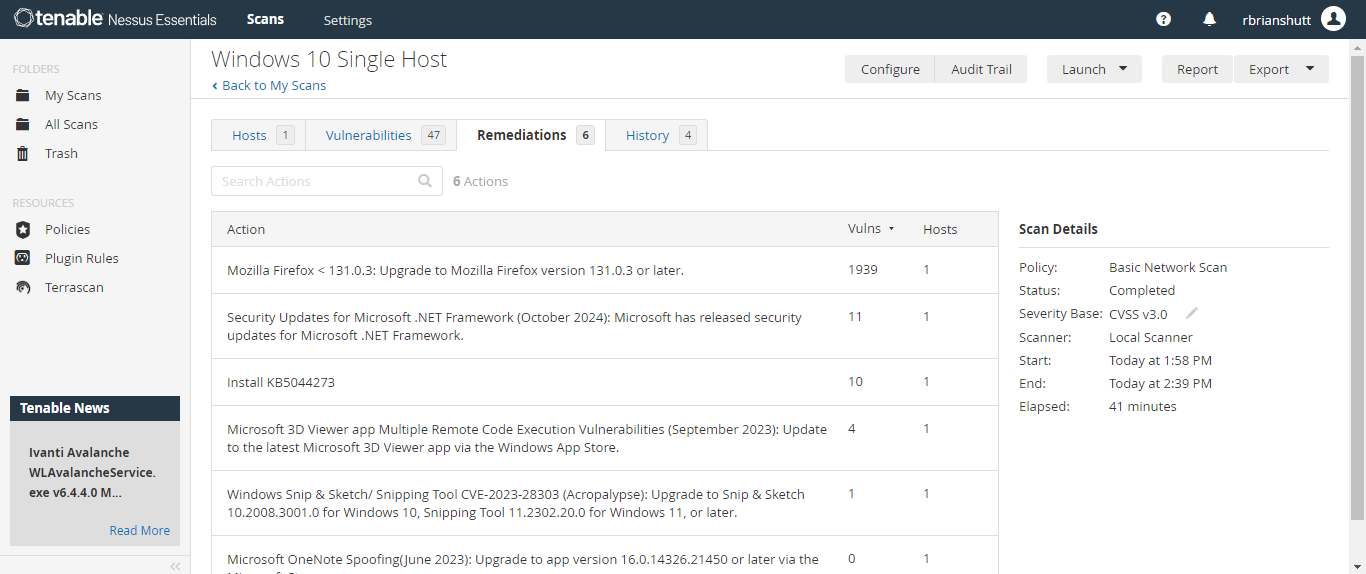 tenable Nessus Essentials Scans Settings rbrianshutt
FOLDERS
My Scans
All Scans
Trash
RESOURCES
Policies
Plugin Rules
Terrascan
Tenable News
Ivanti Avalanche
WLAvalancheService.
exe v6.4.4.0 M...
Read More
Windows 10 Single Host
Back to My Scans
Configure Audit Trail Launch Report Export
Hosts 1 Vulnerabilities 47 Remediations 6 History 4
Search Actions 6 Actions
Action Vulns Hosts
Mozilla Firefox < 131.0.3: Upgrade to Mozilla Firefox version 131.0.3 or later. 1939 1
Security Updates for Microsoft .NET Framework (October 2024): Microsoft has released security 11 1
updates for Microsoft .NET Framework.
Install KB5044273 10 1
Microsoft 3D Viewer app Multiple Remote Code Execution Vulnerabilities (September 2023): Update 4 1
to the latest Microsoft 3D Viewer app via the Windows App Store.
Windows Snip & Sketch/ Snipping Tool CVE-2023-28303 (Acropalypse): Upgrade to Snip & Sketch 1 1
10.2008.3001.0 for Windows 10, Snipping Tool 11.2302.20.0 for Windows 11, or later.
Microsoft OneNote Spoofing(June 2023): Upgrade to app version 16.0.14326.21450 or later via the 0 1
Scan Details
Policy: Basic Network Scan
Status: Completed
Severity Base: CVSS v3.0
Scanner: Local Scanner
Start: Today at 1:58 PM
End: Today at 2:39 PM
Elapsed: 41 minutes